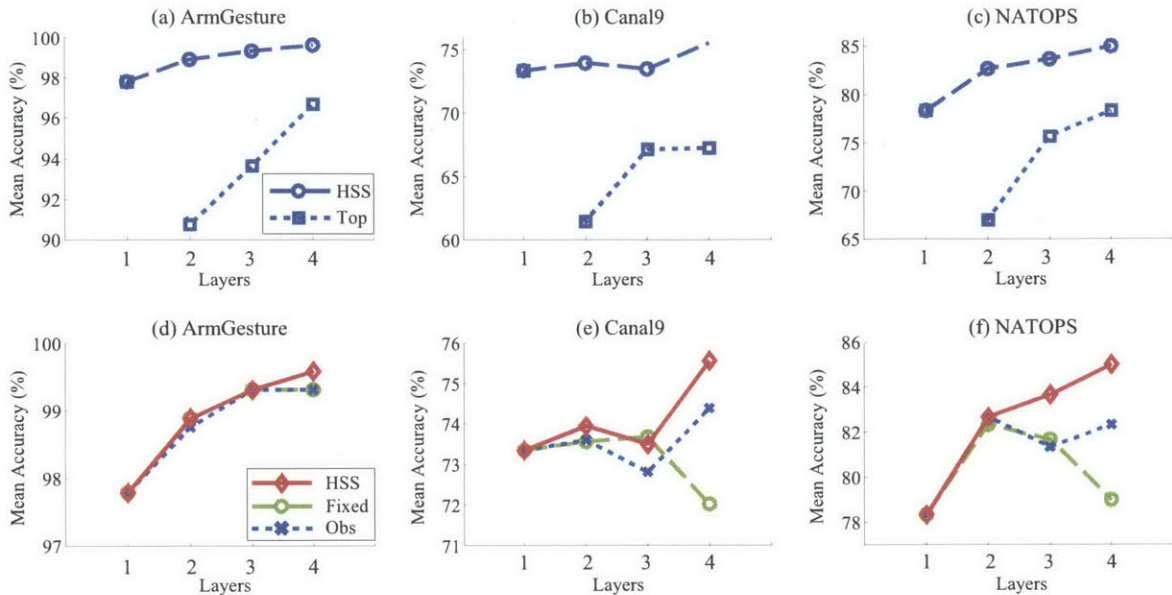 (a) ArmGesture
(b) Canal9
(c) NATOPS
Mean Accuracy (%)
100
98
96
94
92
91
90
1 2 3 4
Layers
HSS
Top
Mean Accuracy (%)
75
70
65
60
1 2 3 4
Layers
Mean Accuracy (%)
85
80
75
70
65
1 2 3 4
Layers
(d) ArmGesture
(e) Canal9
(f) NATOPS
Mean Accuracy (%)
100
99
98
97
1 2 3 4
Layers
HSS
Fixed
Obs
Mean Accuracy (%)
76
75
74
73
72
71
1 2 3 4
Layers
Mean Accuracy (%)
86
84
82
80
78
1 2 3 4
Layers